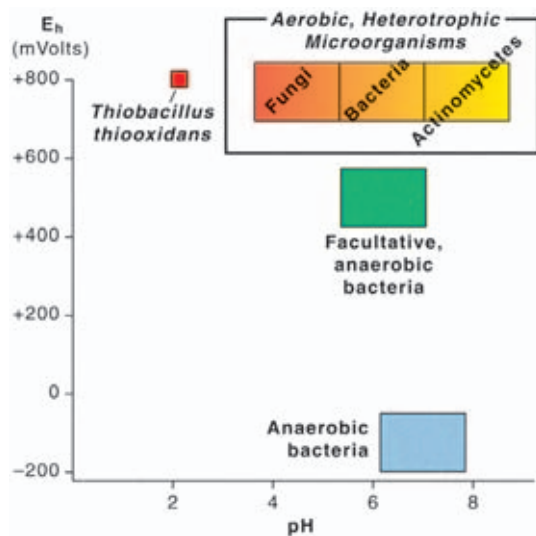 Eh
(mVolts)
Aerobic, Heterotrophic
Microorganisms
+800
Fungi
Bacteria
Actinomycetes
Thiobacillus
thiooxidans
+600
+400
Facultative,
anaerobic
bacteria
+200
0
Anaerobic
bacteria
−200
2
4
6
8
pH